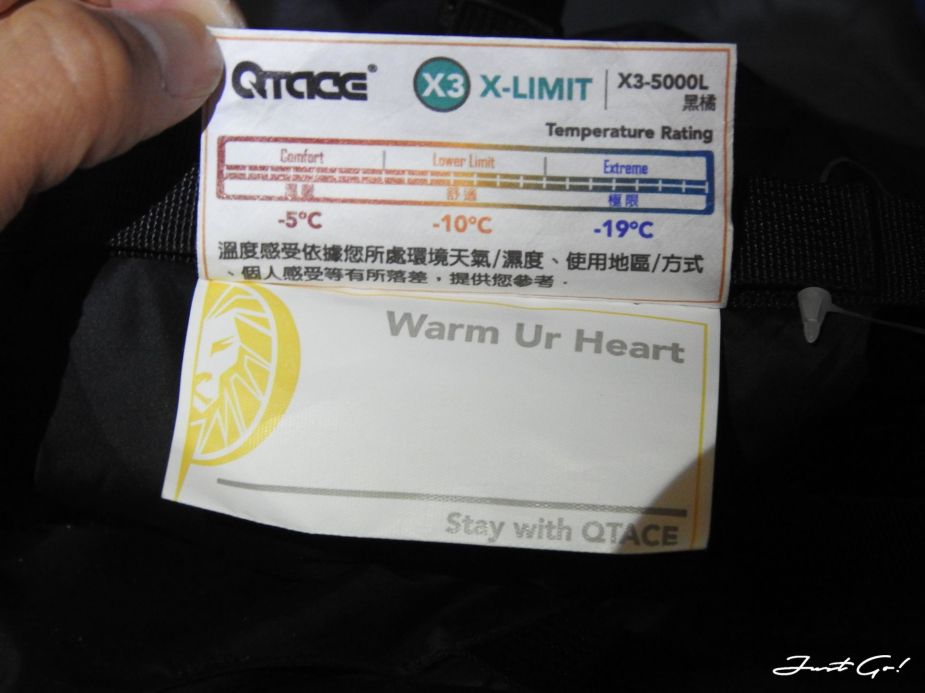 QTACE® X3 X-LIMIT X3-5000L
黑橘
Temperature Rating
Comfort Lower Limit Extreme
溫暖 舒適 極限
-5°C -10°C -19°C
溫度感受依據您所處環境天氣/濕度、使用地區/方式
、個人感受等有所落差，提供您參考．
Warm Ur Heart
Stay with QTACE
Just Go!